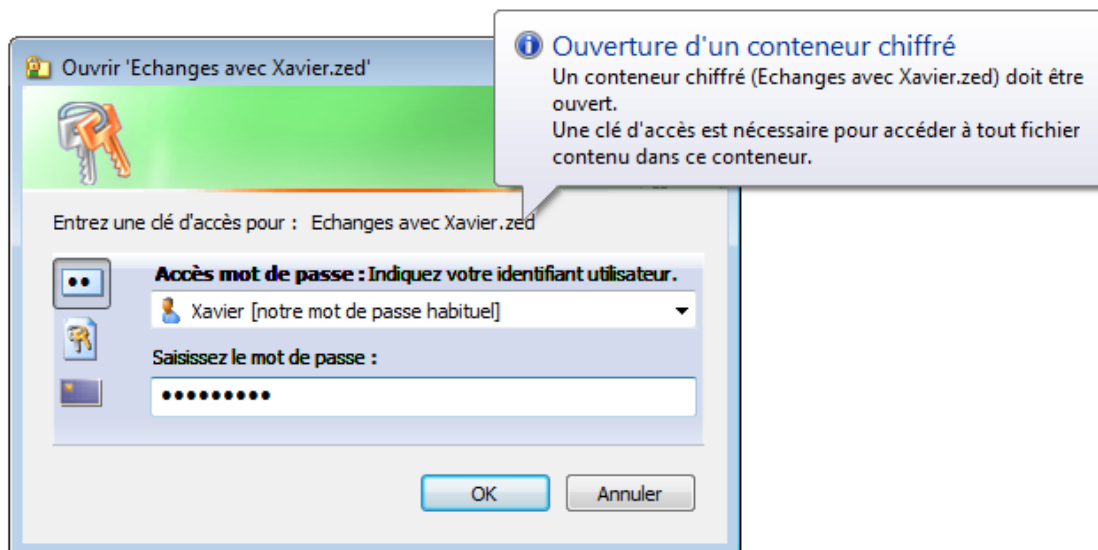 Ouverture d'un conteneur chiffré
Un conteneur chiffré (Echanges avec Xavier.zed) doit être
ouvert.
Une clé d'accès est nécessaire pour accéder à tout fichier
contenu dans ce conteneur.
Ouvrir 'Echanges avec Xavier.zed'
Entrez une clé d'accès pour : Echanges avec Xavier.zed
Accès mot de passe : Indiquez votre identifiant utilisateur.
Xavier [notre mot de passe habituel]
Saisissez le mot de passe :
•••••••••
OK
Annuler